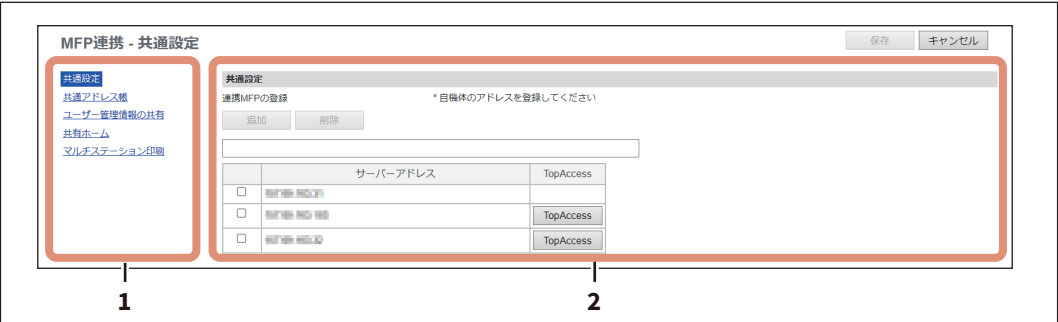 MFP連携 - 共通設定
保存 キャンセル
共通設定
共通アドレス帳
ユーザー管理情報の共有
共有ホーム
マルチステーション印刷
共通設定
連携MFPの登録 * 自機体のアドレスを登録してください
追加 削除
サーバーアドレス TopAccess
TopAccess
TopAccess
1 2